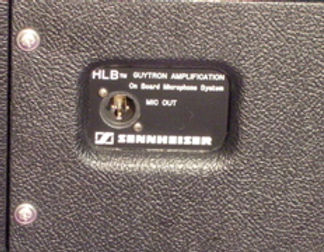 HLB™ GUYTRON AMPLIFICATION
On Board Microphone System
MIC OUT
SENNHEISER